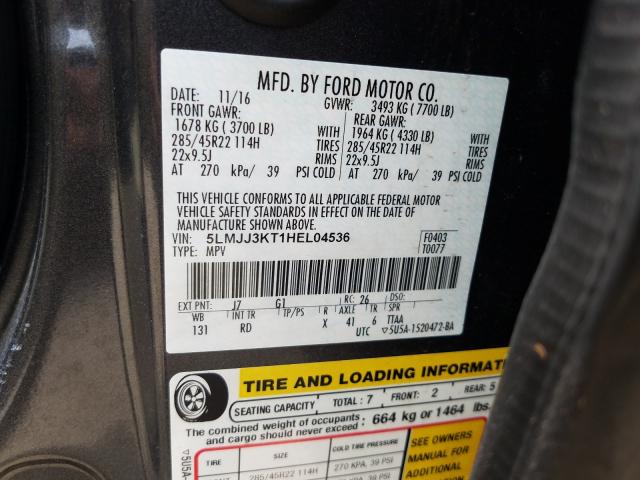 MFD. BY FORD MOTOR CO.
DATE: 11/16 GVWR: 3493 KG (7700 LB)
FRONT GAWR: REAR GAWR:
1678 KG (3700 LB) WITH 1964 KG (4330 LB) WITH
285/45R22 114H TIRES 285/45R22 114H TIRES
22x9.5J RIMS 22x9.5J RIMS
AT 270 kPa/ 39 PSI COLD AT 270 kPa/ 39 PSI COLD
THIS VEHICLE CONFORMS TO ALL APPLICABLE FEDERAL MOTOR
VEHICLE SAFETY STANDARDS IN EFFECT ON THE DATE OF
MANUFACTURE SHOWN ABOVE.
VIN: 5LMJJ3KT1HEL04536 F0403
TYPE: MPV T0077
EXT PNT: J7 G1 RC: 26 DSO:
WB INT TR TP/PS R AXLE TR SPR
131 RD X 41 6 TTAA
UTC ▽5U5A-1520472-BA
TIRE AND LOADING INFORMAT
SEATING CAPACITY TOTAL: 7 FRONT: 2 REAR: 5
The combined weight of occupants and cargo should never exceed: 664 kg or 1464 lbs.
TIRE SIZE COLD TIRE PRESSURE SEE OWNERS
285/45R22 114H 270 KPA, 39 PSI MANUAL FOR
ADDITIONAL
▽5U5A-